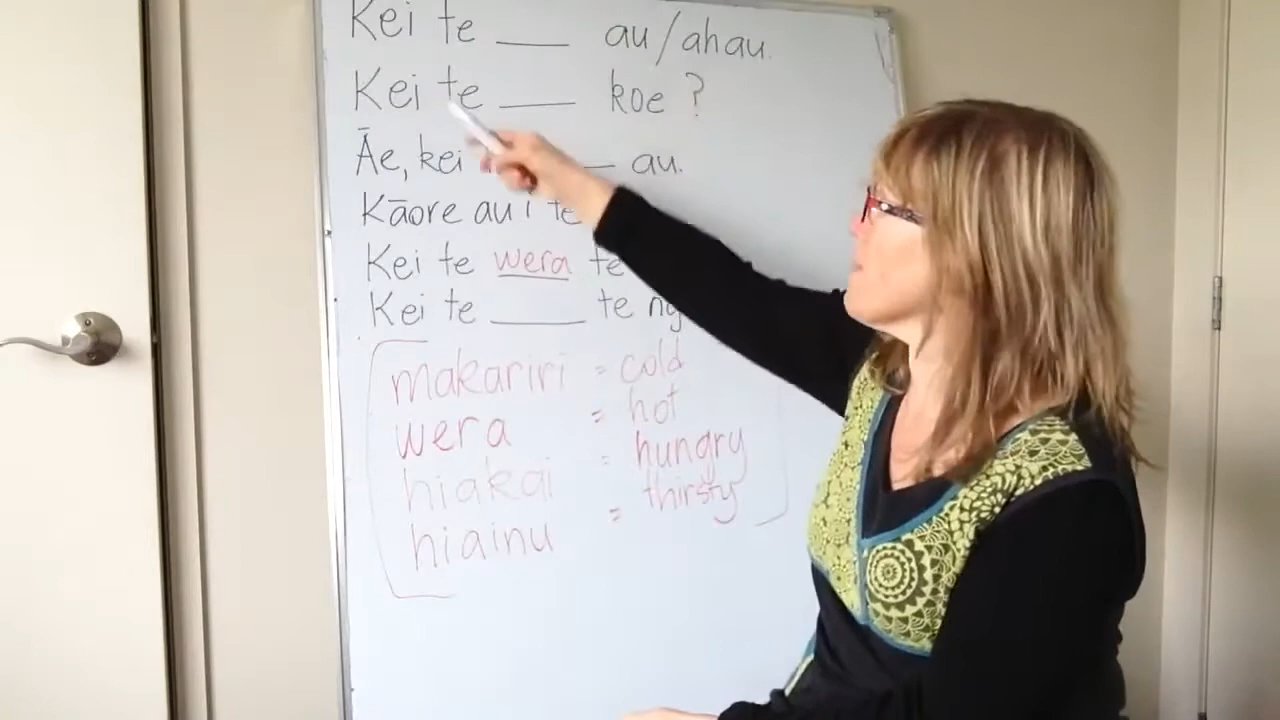 Kei te ___ au/ahau.
Kei te ___ koe?
Āe, kei ___ au.
Kāore au i te
Kei te wera te
Kei te ___ te
makariri = cold
wera = hot
hiakai = hungry
hiainu = thirsty